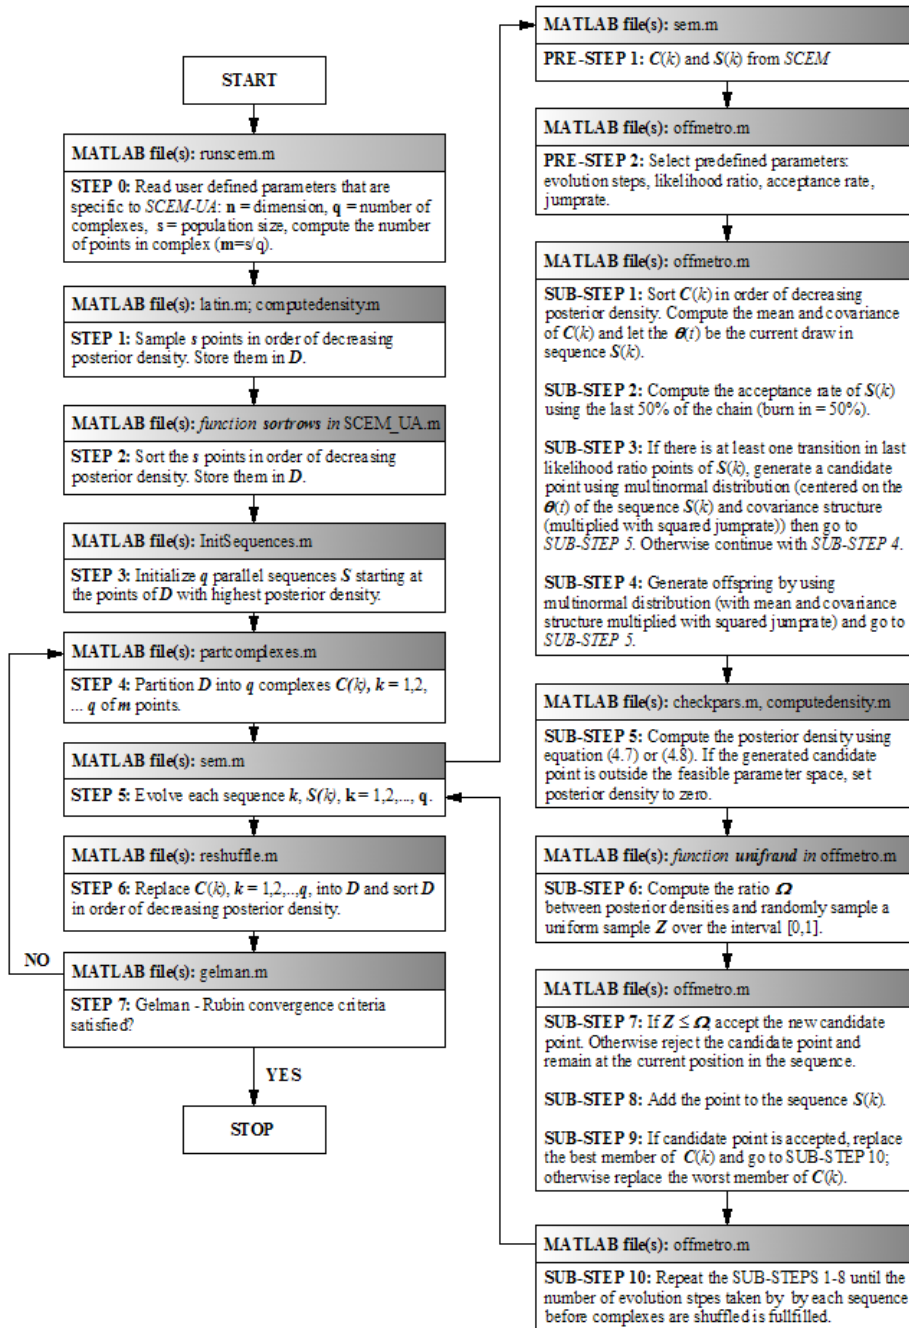 START
MATLAB file(s): runscem.m
STEP 0: Read user defined parameters that are
specific to SCEM-UA: n = dimension, q = number of
complexes, s = population size, compute the number
of points in complex (m=s/q).
MATLAB file(s): latin.m; computedensity.m
STEP 1: Sample s points in order of decreasing
posterior density. Store them in D.
MATLAB file(s): function sortrows in SCEM_UA.m
STEP 2: Sort the s points in order of decreasing
posterior density. Store them in D.
MATLAB file(s): InitSequences.m
STEP 3: Initialize q parallel sequences S starting at
the points of D with highest posterior density.
MATLAB file(s): partcomplexes.m
STEP 4: Partition D into q complexes C(k), k = 1,2,
... q of m points.
MATLAB file(s): sem.m
STEP 5: Evolve each sequence k, S(k), k = 1,2,..., q.
MATLAB file(s): reshuffle.m
STEP 6: Replace C(k), k = 1,2,..,q, into D and sort D
in order of decreasing posterior density.
NO
MATLAB file(s): gelman.m
STEP 7: Gelman - Rubin convergence criteria
satisfied?
YES
STOP
MATLAB file(s): sem.m
PRE-STEP 1: C(k) and S(k) from SCEM
MATLAB file(s): offmetro.m
PRE-STEP 2: Select predefined parameters:
evolution steps, likelihood ratio, acceptance rate,
jumprate.
MATLAB file(s): offmetro.m
SUB-STEP 1: Sort C(k) in order of decreasing
posterior density. Compute the mean and covariance
of C(k) and let the θ(t) be the current draw in
sequence S(k).
SUB-STEP 2: Compute the acceptance rate of S(k)
using the last 50% of the chain (burn in = 50%).
SUB-STEP 3: If there is at least one transition in last
likelihood ratio points of S(k), generate a candidate
point using multinormal distribution (centered on the
θ(t) of the sequence S(k) and covariance structure
(multiplied with squared jumprate)) then go to
SUB-STEP 5. Otherwise continue with SUB-STEP 4.
SUB-STEP 4: Generate offspring by using
multinormal distribution (with mean and covariance
structure multiplied with squared jumprate) and go to
SUB-STEP 5.
MATLAB file(s): checkpars.m, computedensity.m
SUB-STEP 5: Compute the posterior density using
equation (4.7) or (4.8). If the generated candidate
point is outside the feasible parameter space, set
posterior density to zero.
MATLAB file(s): function unifrand in offmetro.m
SUB-STEP 6: Compute the ratio Ω
between posterior densities and randomly sample a
uniform sample Z over the interval [0,1].
MATLAB file(s): offmetro.m
SUB-STEP 7: If Z ≤ Ω, accept the new candidate
point. Otherwise reject the candidate point and
remain at the current position in the sequence.
SUB-STEP 8: Add the point to the sequence S(k).
SUB-STEP 9: If candidate point is accepted, replace
the best member of C(k) and go to SUB-STEP 10;
otherwise replace the worst member of C(k).
MATLAB file(s): offmetro.m
SUB-STEP 10: Repeat the SUB-STEPS 1-8 until the
number of evolution stpes taken by by each sequence
before complexes are shuffled is fullfilled.